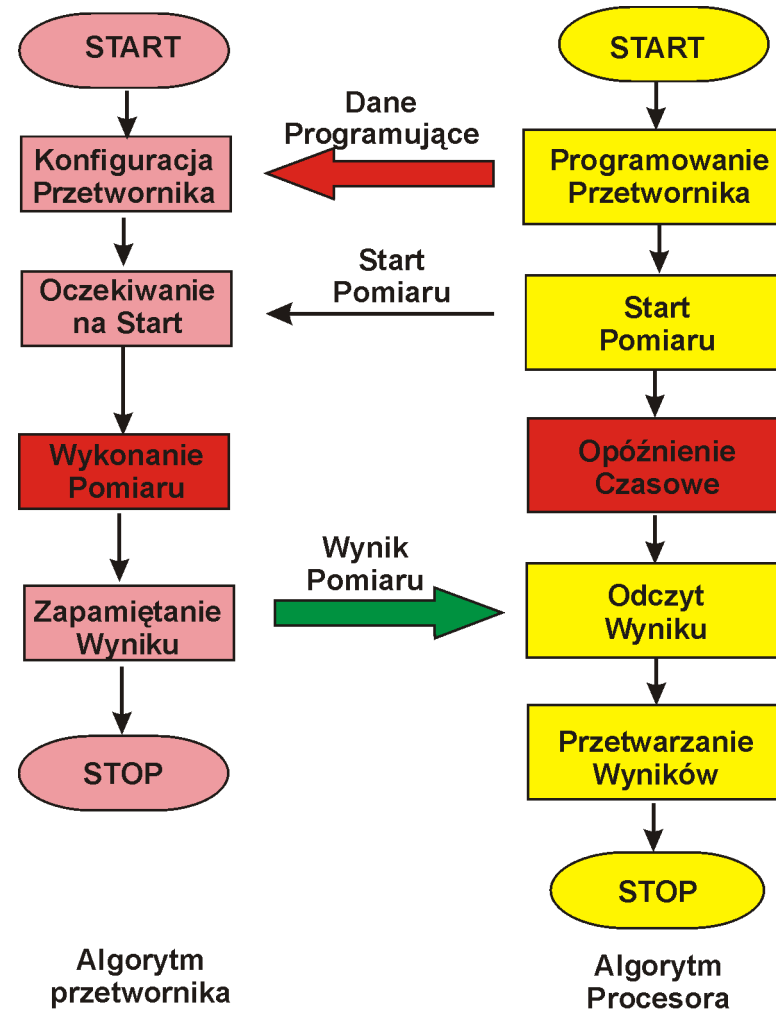 START
START
Dane
Programujące
Konfiguracja
Przetwornika
Programowanie
Przetwornika
Start
Pomiaru
Oczekiwanie
na Start
Start
Pomiaru
Wykonanie
Pomiaru
Opóźnienie
Czasowe
Wynik
Pomiaru
Zapamiętanie
Wyniku
Odczyt
Wyniku
STOP
Przetwarzanie
Wyników
STOP
Algorytm
przetwornika
Algorytm
Procesora